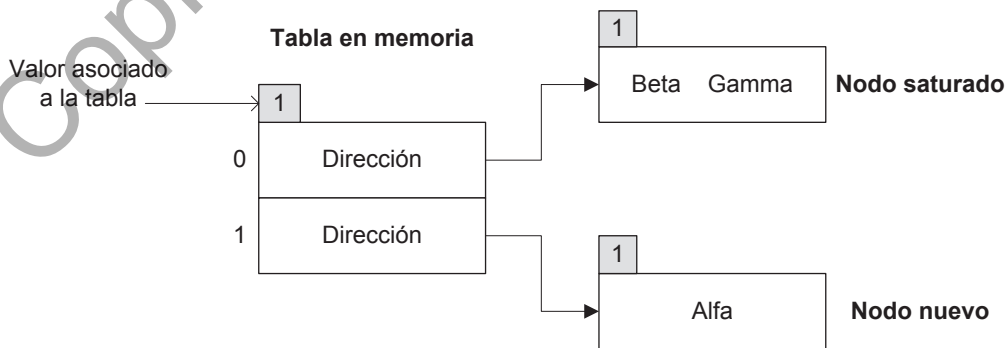 Copi
Tabla en memoria
Valor asociado
a la tabla
1
0 Dirección
1 Dirección
1
Beta Gamma
Nodo saturado
1
Alfa
Nodo nuevo